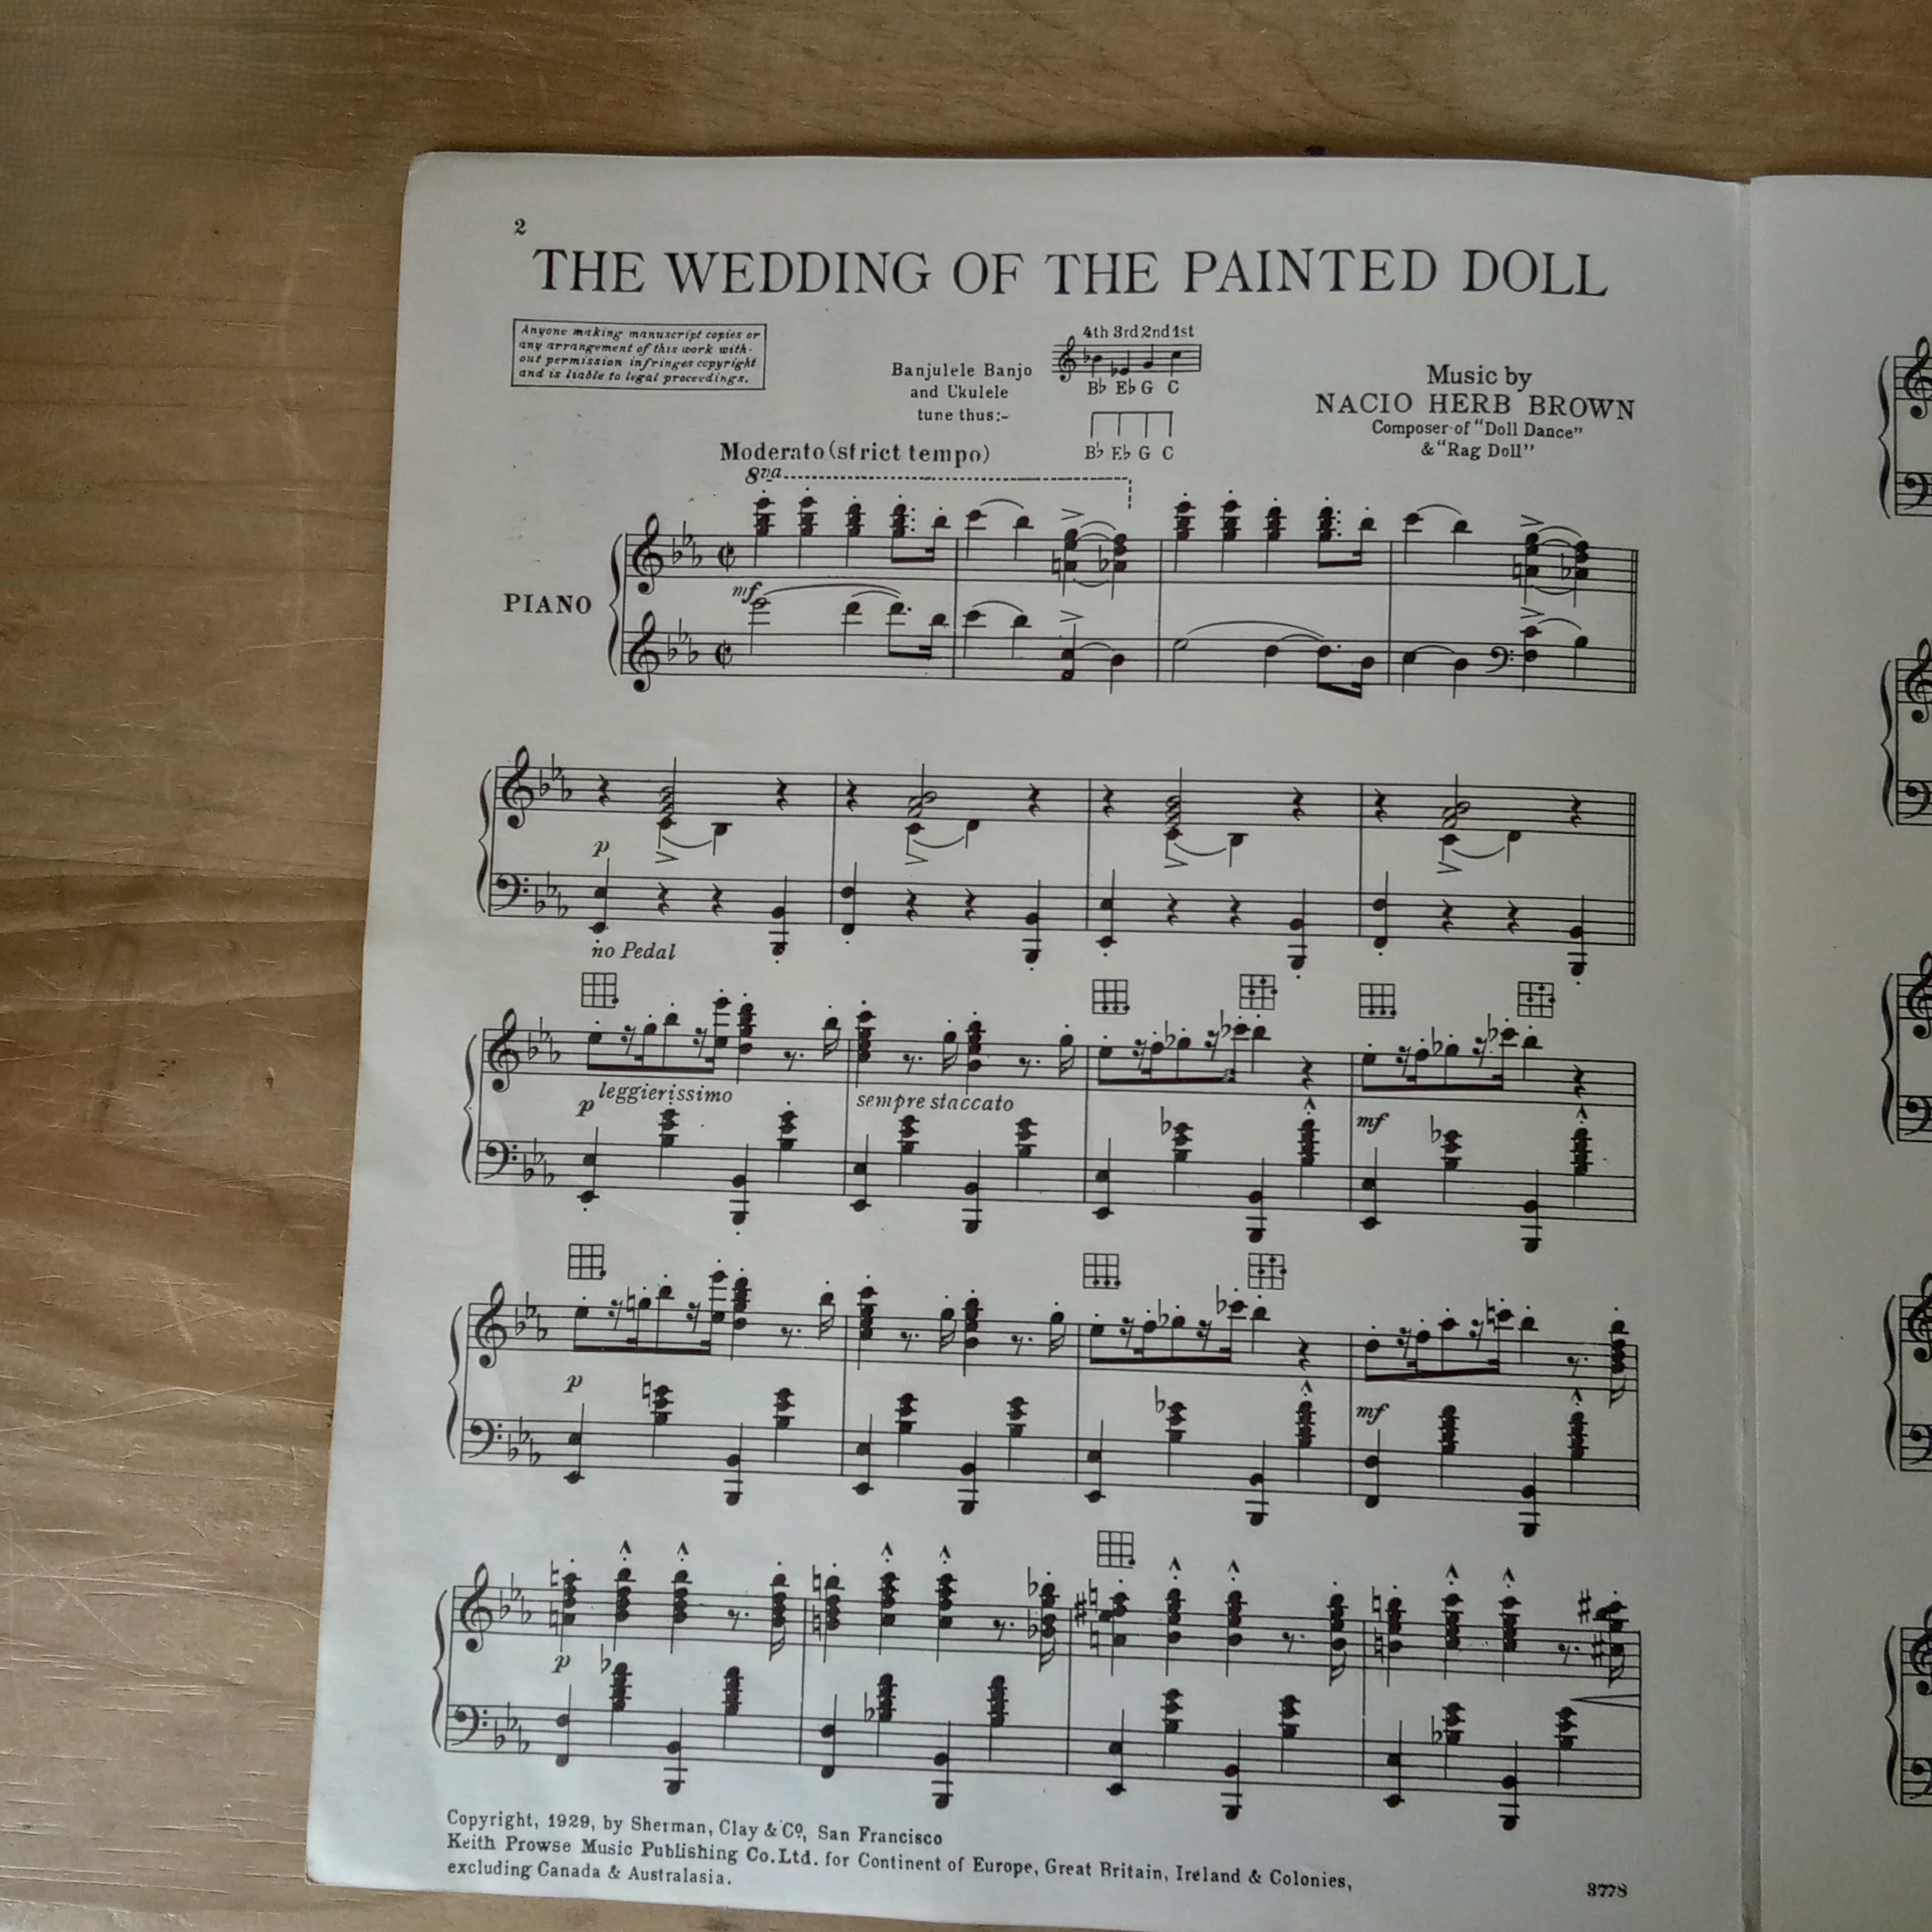 2
THE WEDDING OF THE PAINTED DOLL
Anyone making manuscript copies or
any arrangement of this work with-
out permission infringes copyright
and is liable to legal proceedings.
Banjulele Banjo
and Ukulele
tune thus:-
4th 3rd 2nd 1st
B♭ E♭ G C
B♭ E♭ G C
Music by
NACIO HERB BROWN
Composer of "Doll Dance"
& "Rag Doll"
Moderato (strict tempo)
8va
PIANO
mf
p
no Pedal
leggierissimo
p
sempre staccato
mf
p
mf
p
Copyright, 1929, by Sherman, Clay & Co., San Francisco
Keith Prowse Music Publishing Co. Ltd. for Continent of Europe, Great Britain, Ireland & Colonies,
excluding Canada & Australasia.
3778